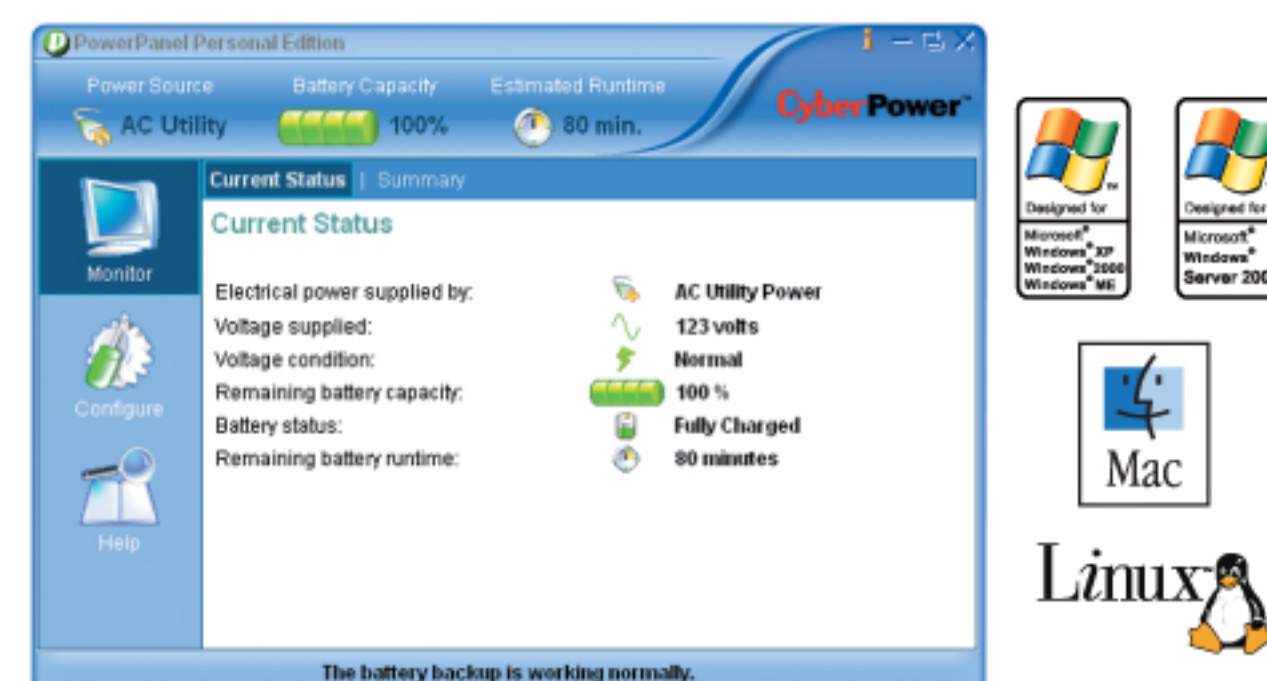 PowerPanel Personal Edition
Power Source Battery Capacity Estimated Runtime
AC Utility 100% 80 min.
CyberPower™
Current Status | Summary
Current Status
Monitor
Electrical power supplied by: AC Utility Power
Voltage supplied: 123 volts
Voltage condition: Normal
Remaining battery capacity: 100 %
Battery status: Fully Charged
Remaining battery runtime: 80 minutes
Configure
Help
The battery backup is working normally.
Designed for
Microsoft®
Windows® XP
Windows® 2000
Windows® ME
Designed for
Microsoft®
Windows®
Server
Mac
Linux